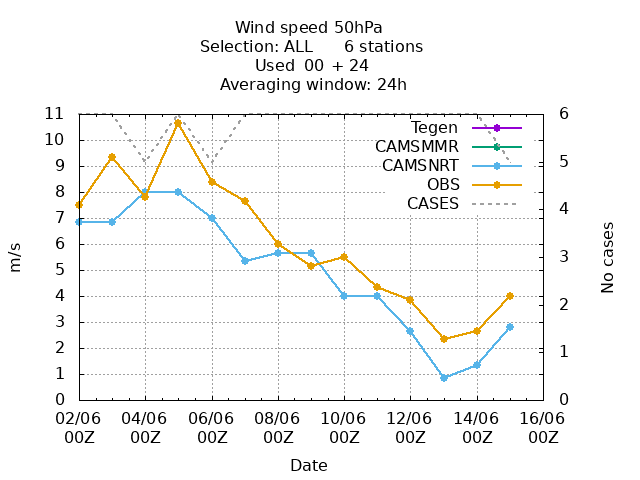 Wind speed 50hPa
Selection: ALL 6 stations
Used 00 + 24
Averaging window: 24h
11
10
9
8
7
6
5
4
3
2
1
0
m/s
6
5
4
3
2
1
0
No cases
Tegen
CAMSMMR
CAMSNRT
OBS
CASES
02/06 04/06 06/06 08/06 10/06 12/06 14/06 16/06
00Z 00Z 00Z 00Z 00Z 00Z 00Z 00Z
Date